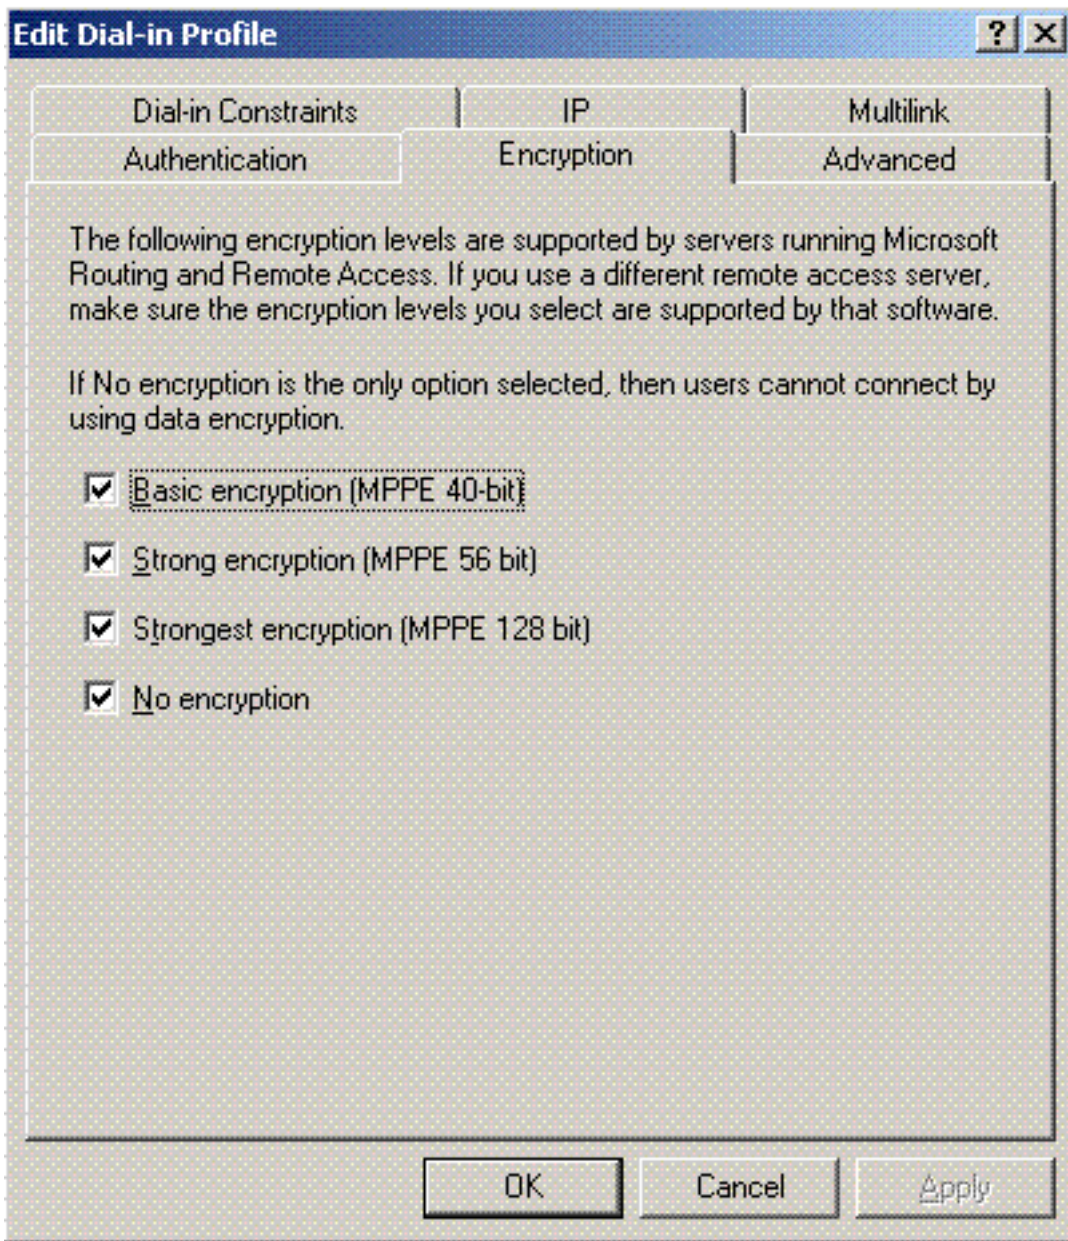 Edit Dial-in Profile
Dial-in Constraints
IP
Multilink
Authentication
Encryption
Advanced
The following encryption levels are supported by servers running Microsoft
Routing and Remote Access. If you use a different remote access server,
make sure the encryption levels you select are supported by that software.
If No encryption is the only option selected, then users cannot connect by
using data encryption.
Basic encryption (MPPE 40-bit)
Strong encryption (MPPE 56 bit)
Strongest encryption (MPPE 128 bit)
No encryption
OK
Cancel
Apply